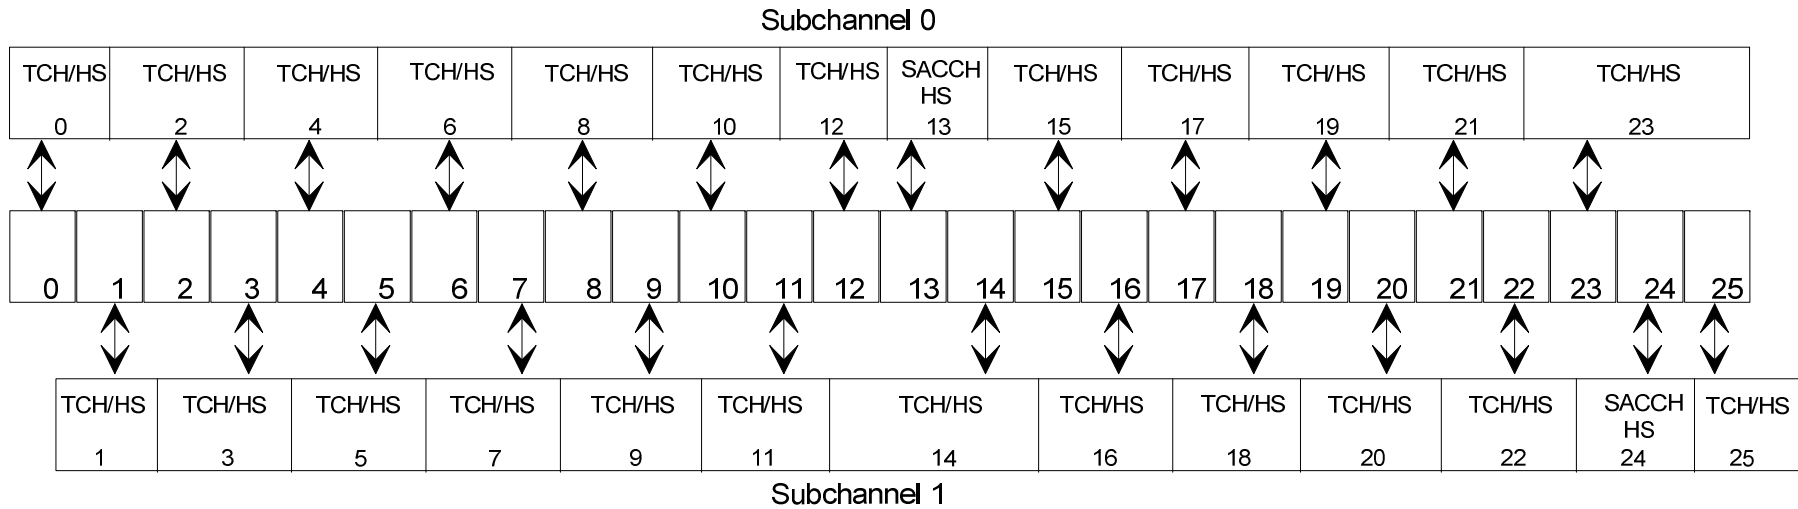 Subchannel 0
TCH/HS TCH/HS TCH/HS TCH/HS TCH/HS TCH/HS TCH/HS SACCH TCH/HS TCH/HS TCH/HS TCH/HS TCH/HS
HS
0 2 4 6 8 10 12 13 15 17 19 21 23
0 1 2 3 4 5 6 7 8 9 10 11 12 13 14 15 16 17 18 19 20 21 22 23 24 25
TCH/HS TCH/HS TCH/HS TCH/HS TCH/HS TCH/HS TCH/HS TCH/HS TCH/HS TCH/HS TCH/HS SACCH TCH/HS
HS
1 3 5 7 9 11 14 16 18 20 22 24 25
Subchannel 1